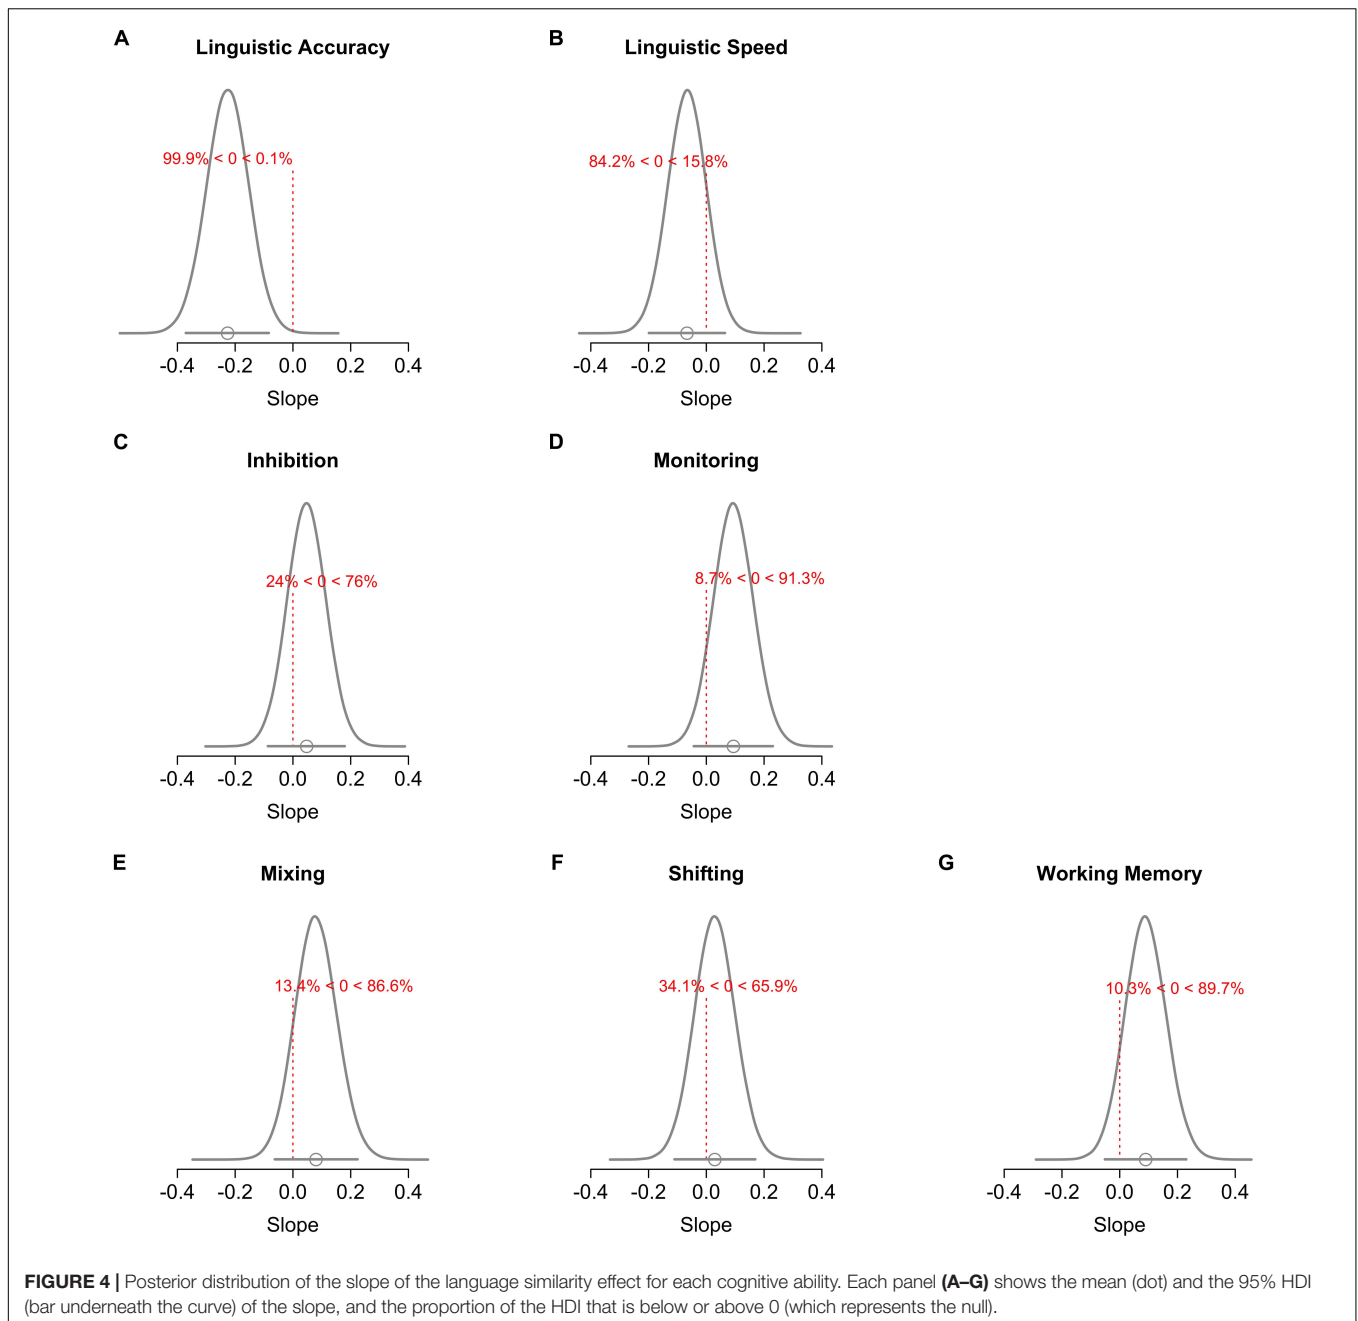 A
Linguistic Accuracy
99.9% < 0 < 0.1%
-0.4 -0.2 0.0 0.2 0.4
Slope
B
Linguistic Speed
84.2% < 0 < 15.8%
-0.4 -0.2 0.0 0.2 0.4
Slope
C
Inhibition
24% < 0 < 76%
-0.4 -0.2 0.0 0.2 0.4
Slope
D
Monitoring
8.7% < 0 < 91.3%
-0.4 -0.2 0.0 0.2 0.4
Slope
E
Mixing
13.4% < 0 < 86.6%
-0.4 -0.2 0.0 0.2 0.4
Slope
F
Shifting
34.1% < 0 < 65.9%
-0.4 -0.2 0.0 0.2 0.4
Slope
G
Working Memory
10.3% < 0 < 89.7%
-0.4 -0.2 0.0 0.2 0.4
Slope
FIGURE 4 | Posterior distribution of the slope of the language similarity effect for each cognitive ability. Each panel (A–G) shows the mean (dot) and the 95% HDI
(bar underneath the curve) of the slope, and the proportion of the HDI that is below or above 0 (which represents the null).